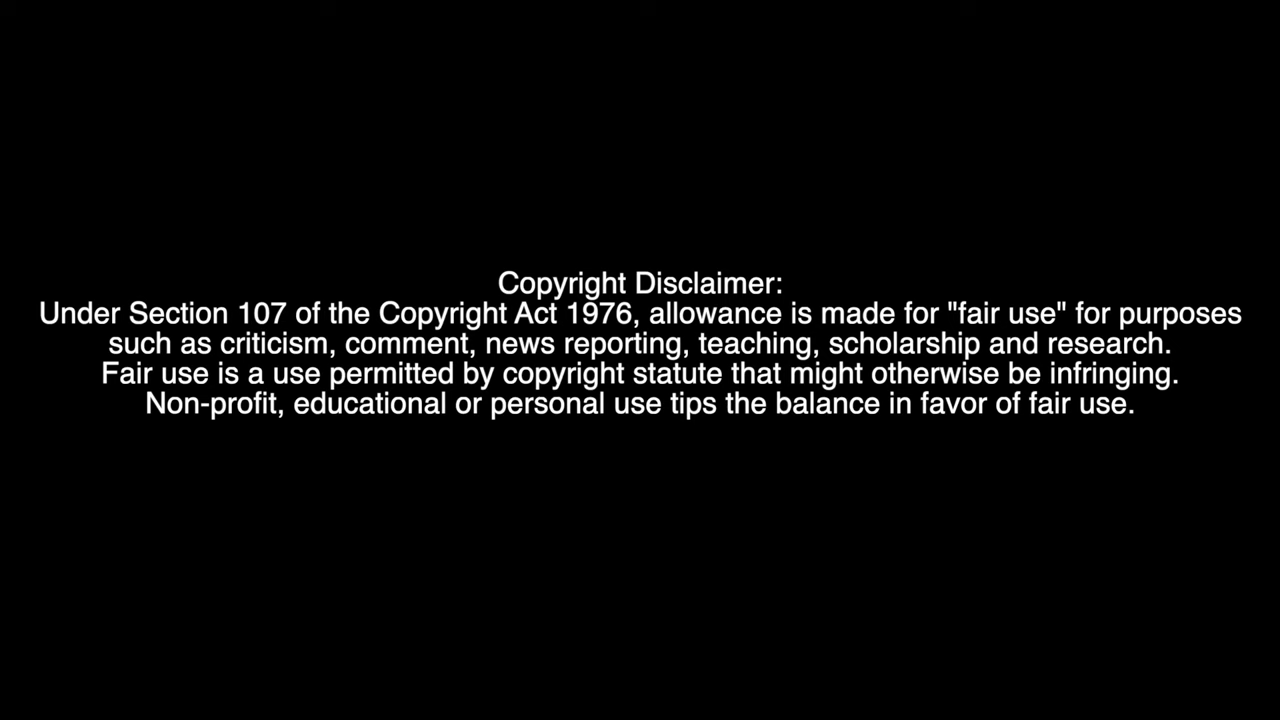 Copyright Disclaimer:
Under Section 107 of the Copyright Act 1976, allowance is made for "fair use" for purposes
such as criticism, comment, news reporting, teaching, scholarship and research.
Fair use is a use permitted by copyright statute that might otherwise be infringing.
Non-profit, educational or personal use tips the balance in favor of fair use.